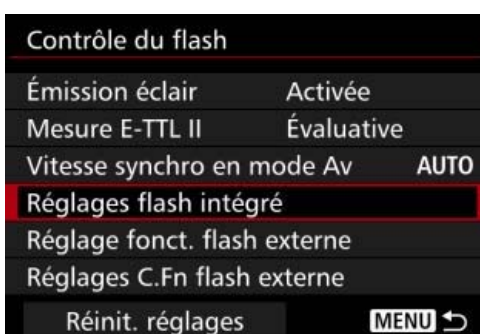 Contrôle du flash
Émission éclair Activée
Mesure E-TTL II Évaluative
Vitesse synchro en mode Av AUTO
Réglages flash intégré
Réglage fonct. flash externe
Réglages C.Fn flash externe
Réinit. réglages MENU